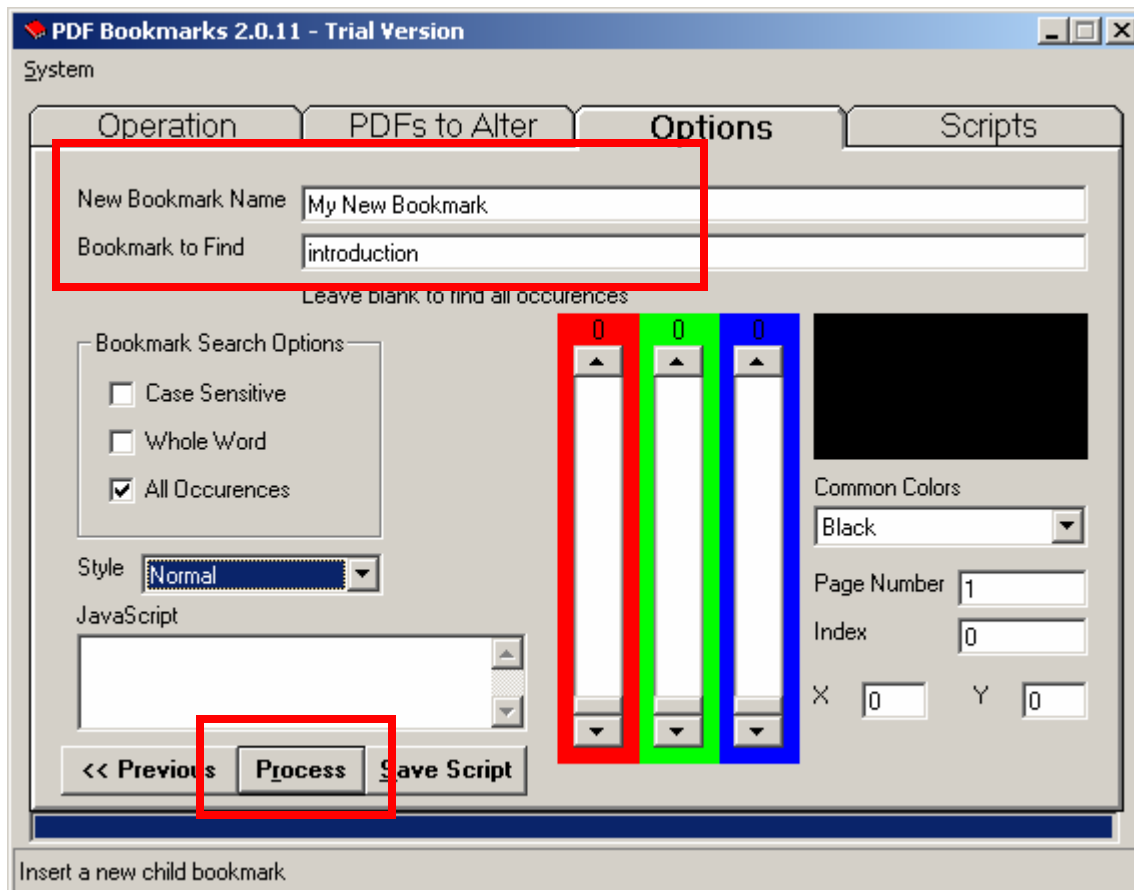 PDF Bookmarks 2.0.11 - Trial Version
System
Operation PDFs to Alter Options Scripts
New Bookmark Name My New Bookmark
Bookmark to Find introduction
Leave blank to find all occurences
0 0 0
Bookmark Search Options
Case Sensitive
Whole Word
All Occurences
Common Colors
Black
Style Normal
Page Number 1
JavaScript
Index 0
X 0 Y 0
<< Previous Process Save Script
Insert a new child bookmark